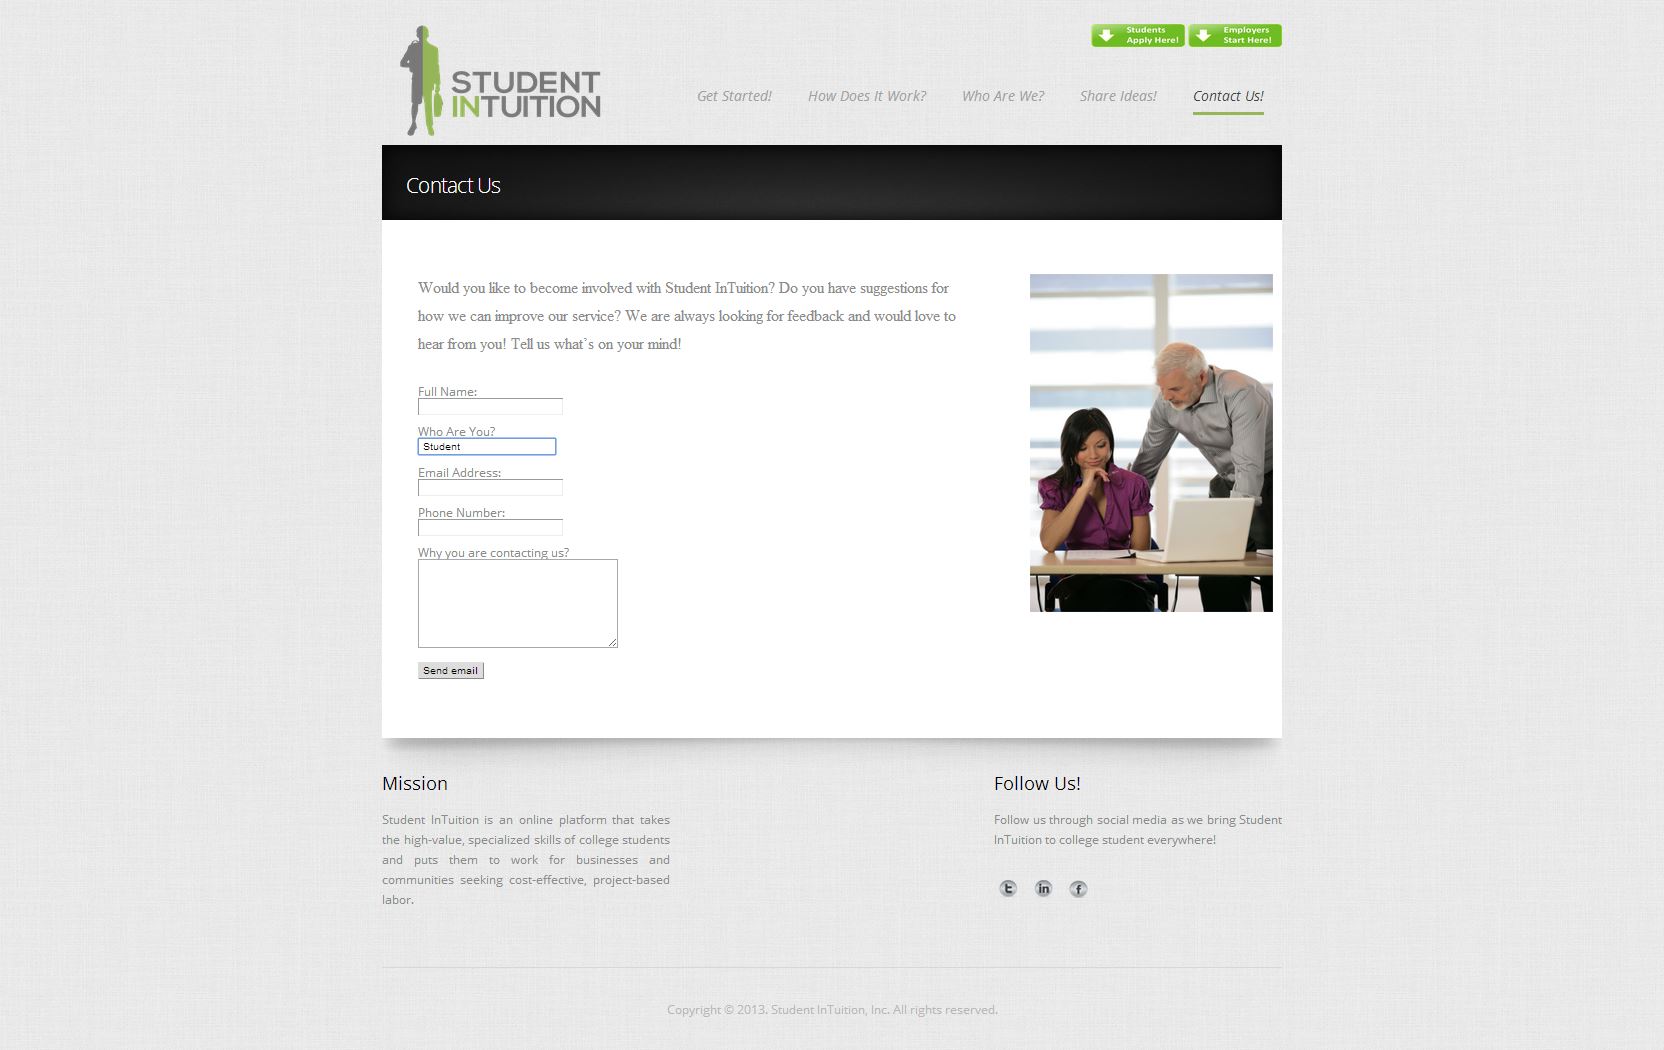 Students
Apply Here!
Employers
Start Here!
STUDENT
INTUITION
Get Started!
How Does It Work?
Who Are We?
Share Ideas!
Contact Us!
Contact Us
Would you like to become involved with Student InTuition? Do you have suggestions for
how we can improve our service? We are always looking for feedback and would love to
hear from you! Tell us what's on your mind!
Full Name:
Who Are You?
Student
Email Address:
Phone Number:
Why you are contacting us?
Send email
Mission
Student InTuition is an online platform that takes
the high-value, specialized skills of college students
and puts them to work for businesses and
communities seeking cost-effective, project-based
labor.
Follow Us!
Follow us through social media as we bring Student
InTuition to college student everywhere!
t
in
f
Copyright © 2013. Student InTuition, Inc. All rights reserved.